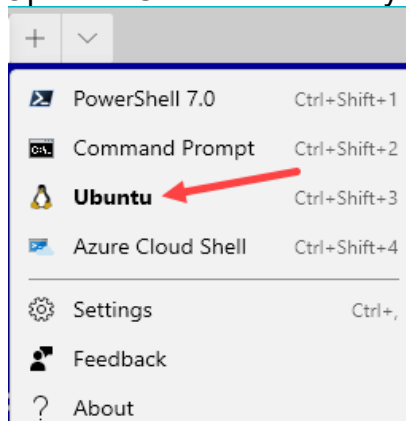 PowerShell 7.0 Ctrl+Shift+1
Command Prompt Ctrl+Shift+2
Ubuntu Ctrl+Shift+3
Azure Cloud Shell Ctrl+Shift+4
Settings Ctrl+,
Feedback
About